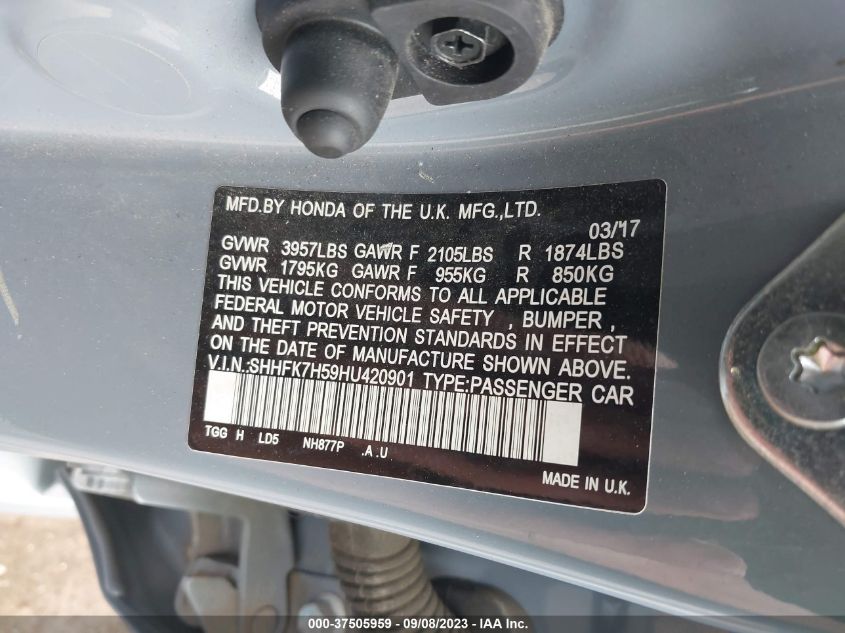 MFD.BY HONDA OF THE U.K. MFG.,LTD.
03/'17
GVWR 3957LBS GAWR F 2105LBS R 1874LBS
GVWR 1795KG GAWR F 955KG R 850KG
THIS VEHICLE CONFORMS TO ALL APPLICABLE
FEDERAL MOTOR VEHICLE SAFETY , BUMPER ,
AND THEFT PREVENTION STANDARDS IN EFFECT
ON THE DATE OF MANUFACTURE SHOWN ABOVE.
V.I.N.:SHHFK7H59HU420901 TYPE:PASSENGER CAR
TGG H LD5 NH877P .A.U
MADE IN U.K.
000-37505959 - 09/08/2023 - IAAI.COM